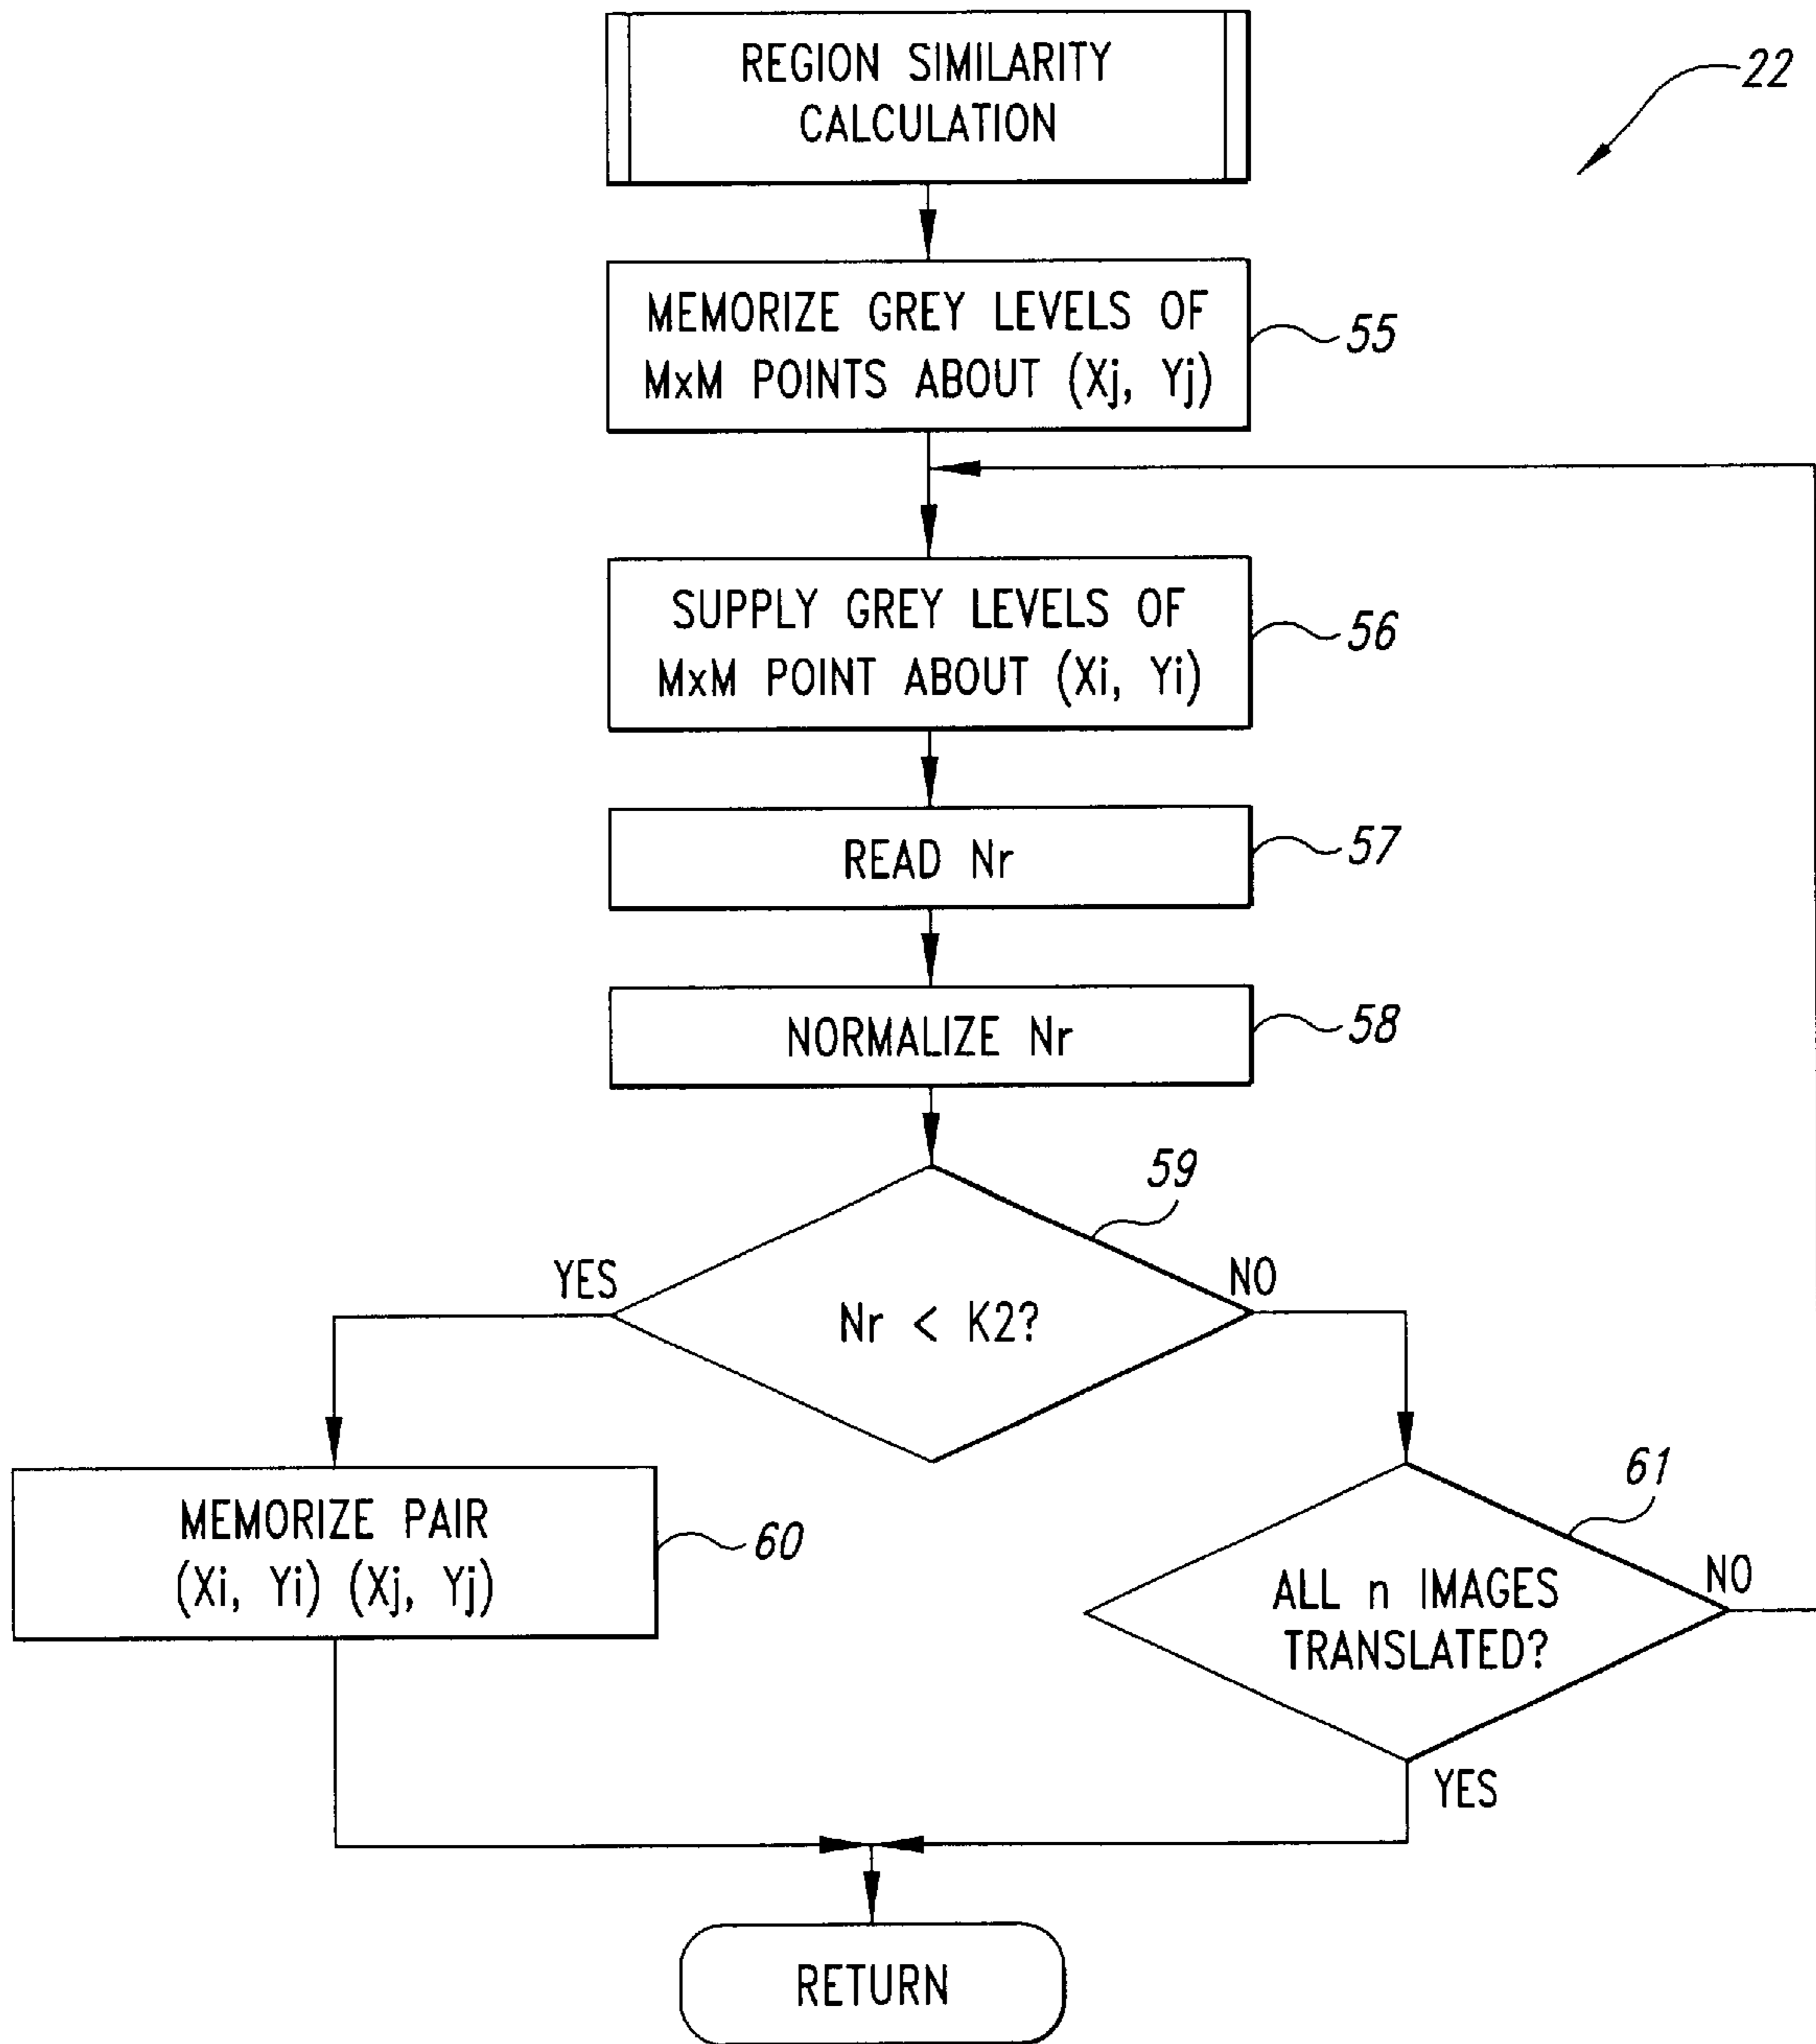 REGION SIMILARITY
CALCULATION
22
MEMORIZE GREY LEVELS OF
MxM POINTS ABOUT (Xj, Yj)
55
SUPPLY GREY LEVELS OF
MxM POINT ABOUT (Xi, Yi)
56
READ Nr
57
NORMALIZE Nr
58
59
YES
NO
Nr < K2?
MEMORIZE PAIR
(Xi, Yi) (Xj, Yj)
60
61
ALL n IMAGES
TRANSLATED?
NO
YES
RETURN